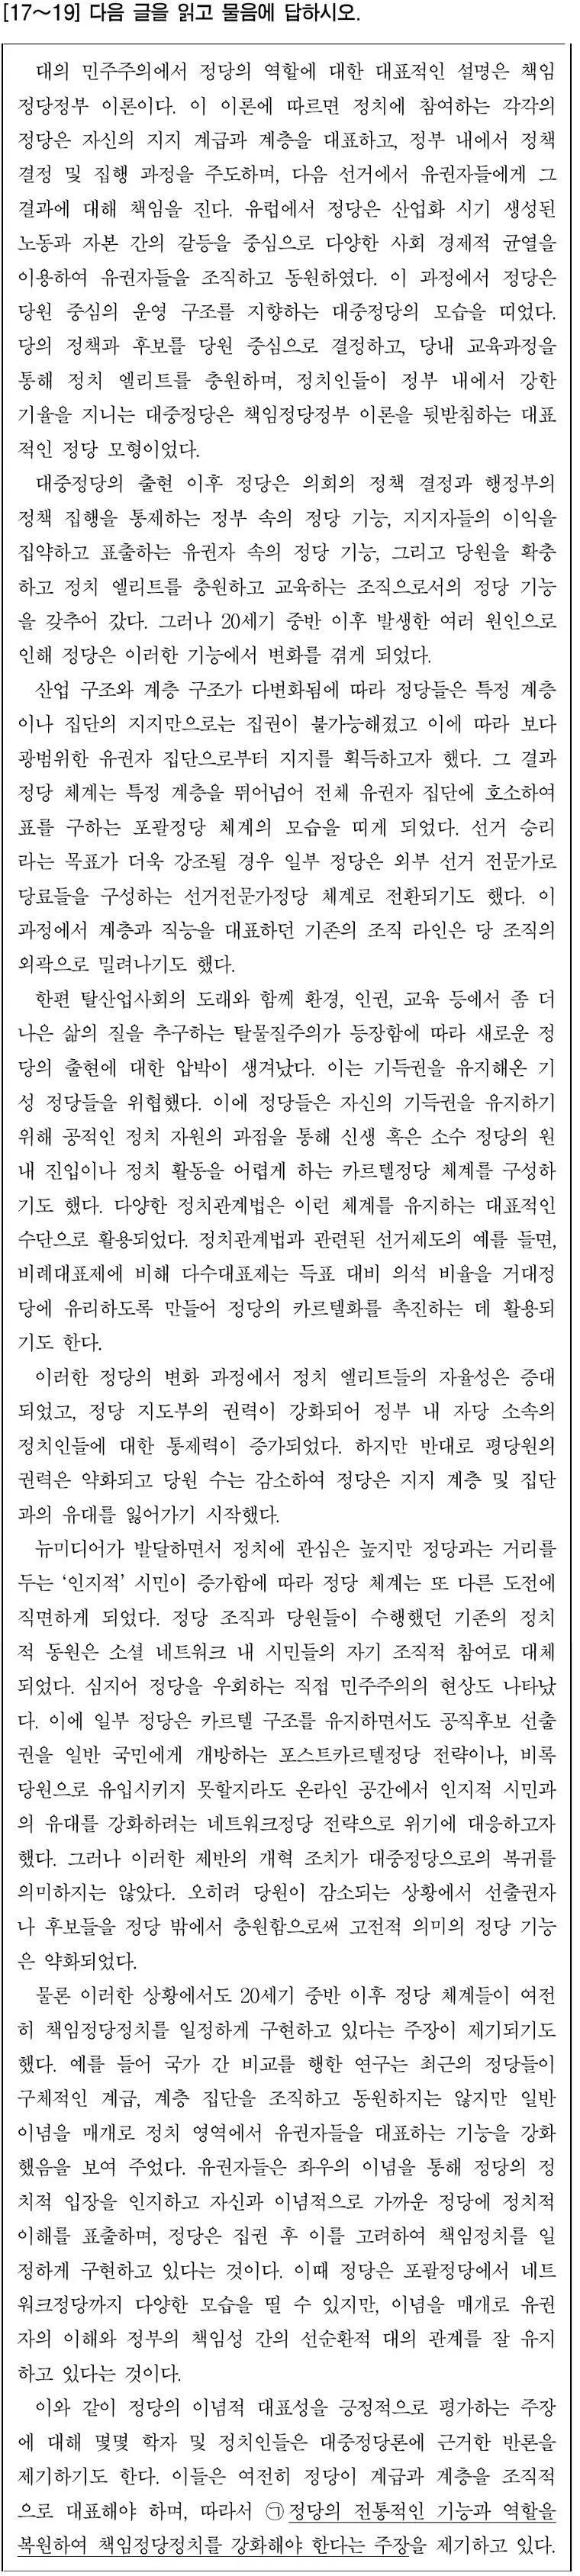 [17～19] 다음 글을 읽고 물음에 답하시오.
대의 민주주의에서 정당의 역할에 대한 대표적인 설명은 책임
정당정부 이론이다. 이 이론에 따르면 정치에 참여하는 각각의
정당은 자신의 지지 계급과 계층을 대표하고, 정부 내에서 정책
결정 및 집행 과정을 주도하며, 다음 선거에서 유권자들에게 그
결과에 대해 책임을 진다. 유럽에서 정당은 산업화 시기 생성된
노동과 자본 간의 갈등을 중심으로 다양한 사회 경제적 균열을
이용하여 유권자들을 조직하고 동원하였다. 이 과정에서 정당은
당원 중심의 운영 구조를 지향하는 대중정당의 모습을 띠었다.
당의 정책과 후보를 당원 중심으로 결정하고, 당내 교육과정을
통해 정치 엘리트를 충원하며, 정치인들이 정부 내에서 강한
기율을 지니는 대중정당은 책임정당정부 이론을 뒷받침하는 대표
적인 정당 모형이었다.
대중정당의 출현 이후 정당은 의회의 정책 결정과 행정부의
정책 집행을 통제하는 정부 속의 정당 기능, 지지자들의 이익을
집약하고 표출하는 유권자 속의 정당 기능, 그리고 당원을 확충
하고 정치 엘리트를 충원하고 교육하는 조직으로서의 정당 기능
을 갖추어 갔다. 그러나 20세기 중반 이후 발생한 여러 원인으로
인해 정당은 이러한 기능에서 변화를 겪게 되었다.
산업 구조와 계층 구조가 다변화됨에 따라 정당들은 특정 계층
이나 집단의 지지만으로는 집권이 불가능해졌고 이에 따라 보다
광범위한 유권자 집단으로부터 지지를 획득하고자 했다. 그 결과
정당 체계는 특정 계층을 뛰어넘어 전체 유권자 집단에 호소하여
표를 구하는 포괄정당 체계의 모습을 띠게 되었다. 선거 승리
라는 목표가 더욱 강조될 경우 일부 정당은 외부 선거 전문가로
당료들을 구성하는 선거전문가정당 체계로 전환되기도 했다. 이
과정에서 계층과 직능을 대표하던 기존의 조직 라인은 당 조직의
외곽으로 밀려나기도 했다.
한편 탈산업사회의 도래와 함께 환경, 인권, 교육 등에서 좀 더
나은 삶의 질을 추구하는 탈물질주의가 등장함에 따라 새로운 정
당의 출현에 대한 압박이 생겨났다. 이는 기득권을 유지해온 기
성 정당들을 위협했다. 이에 정당들은 자신의 기득권을 유지하기
위해 공적인 정치 자원의 과점을 통해 신생 혹은 소수 정당의 원
내 진입이나 정치 활동을 어렵게 하는 카르텔정당 체계를 구성하
기도 했다. 다양한 정치관계법은 이런 체계를 유지하는 대표적인
수단으로 활용되었다. 정치관계법과 관련된 선거제도의 예를 들면,
비례대표제에 비해 다수대표제는 득표 대비 의석 비율을 거대정
당에 유리하도록 만들어 정당의 카르텔화를 촉진하는 데 활용되
기도 한다.
이러한 정당의 변화 과정에서 정치 엘리트들의 자율성은 증대
되었고, 정당 지도부의 권력이 강화되어 정부 내 자당 소속의
정치인들에 대한 통제력이 증가되었다. 하지만 반대로 평당원의
권력은 약화되고 당원 수는 감소하여 정당은 지지 계층 및 집단
과의 유대를 잃어가기 시작했다.
뉴미디어가 발달하면서 정치에 관심은 높지만 정당과는 거리를
두는 ‘인지적’ 시민이 증가함에 따라 정당 체계는 또 다른 도전에
직면하게 되었다. 정당 조직과 당원들이 수행했던 기존의 정치
적 동원은 소셜 네트워크 내 시민들의 자기 조직적 참여로 대체
되었다. 심지어 정당을 우회하는 직접 민주주의의 현상도 나타났
다. 이에 일부 정당은 카르텔 구조를 유지하면서도 공직후보 선출
권을 일반 국민에게 개방하는 포스트카르텔정당 전략이나, 비록
당원으로 유입시키지 못할지라도 온라인 공간에서 인지적 시민과
의 유대를 강화하려는 네트워크정당 전략으로 위기에 대응하고자
했다. 그러나 이러한 제반의 개혁 조치가 대중정당으로의 복귀를
의미하지는 않았다. 오히려 당원이 감소되는 상황에서 선출권자
나 후보들을 정당 밖에서 충원함으로써 고전적 의미의 정당 기능
은 약화되었다.
물론 이러한 상황에서도 20세기 중반 이후 정당 체계들이 여전
히 책임정당정치를 일정하게 구현하고 있다는 주장이 제기되기도
했다. 예를 들어 국가 간 비교를 행한 연구는 최근의 정당들이
구체적인 계급, 계층 집단을 조직하고 동원하지는 않지만 일반
이념을 매개로 정치 영역에서 유권자들을 대표하는 기능을 강화
했음을 보여 주었다. 유권자들은 좌우의 이념을 통해 정당의 정
치적 입장을 인지하고 자신과 이념적으로 가까운 정당에 정치적
이해를 표출하며, 정당은 집권 후 이를 고려하여 책임정치를 일
정하게 구현하고 있다는 것이다. 이때 정당은 포괄정당에서 네트
워크정당까지 다양한 모습을 띨 수 있지만, 이념을 매개로 유권
자의 이해와 정부의 책임성 간의 선순환적 대의 관계를 잘 유지
하고 있다는 것이다.
이와 같이 정당의 이념적 대표성을 긍정적으로 평가하는 주장
에 대해 몇몇 학자 및 정치인들은 대중정당론에 근거한 반론을
제기하기도 한다. 이들은 여전히 정당이 계급과 계층을 조직적
으로 대표해야 하며, 따라서 ㉠정당의 전통적인 기능과 역할을
복원하여 책임정당정치를 강화해야 한다는 주장을 제기하고 있다.